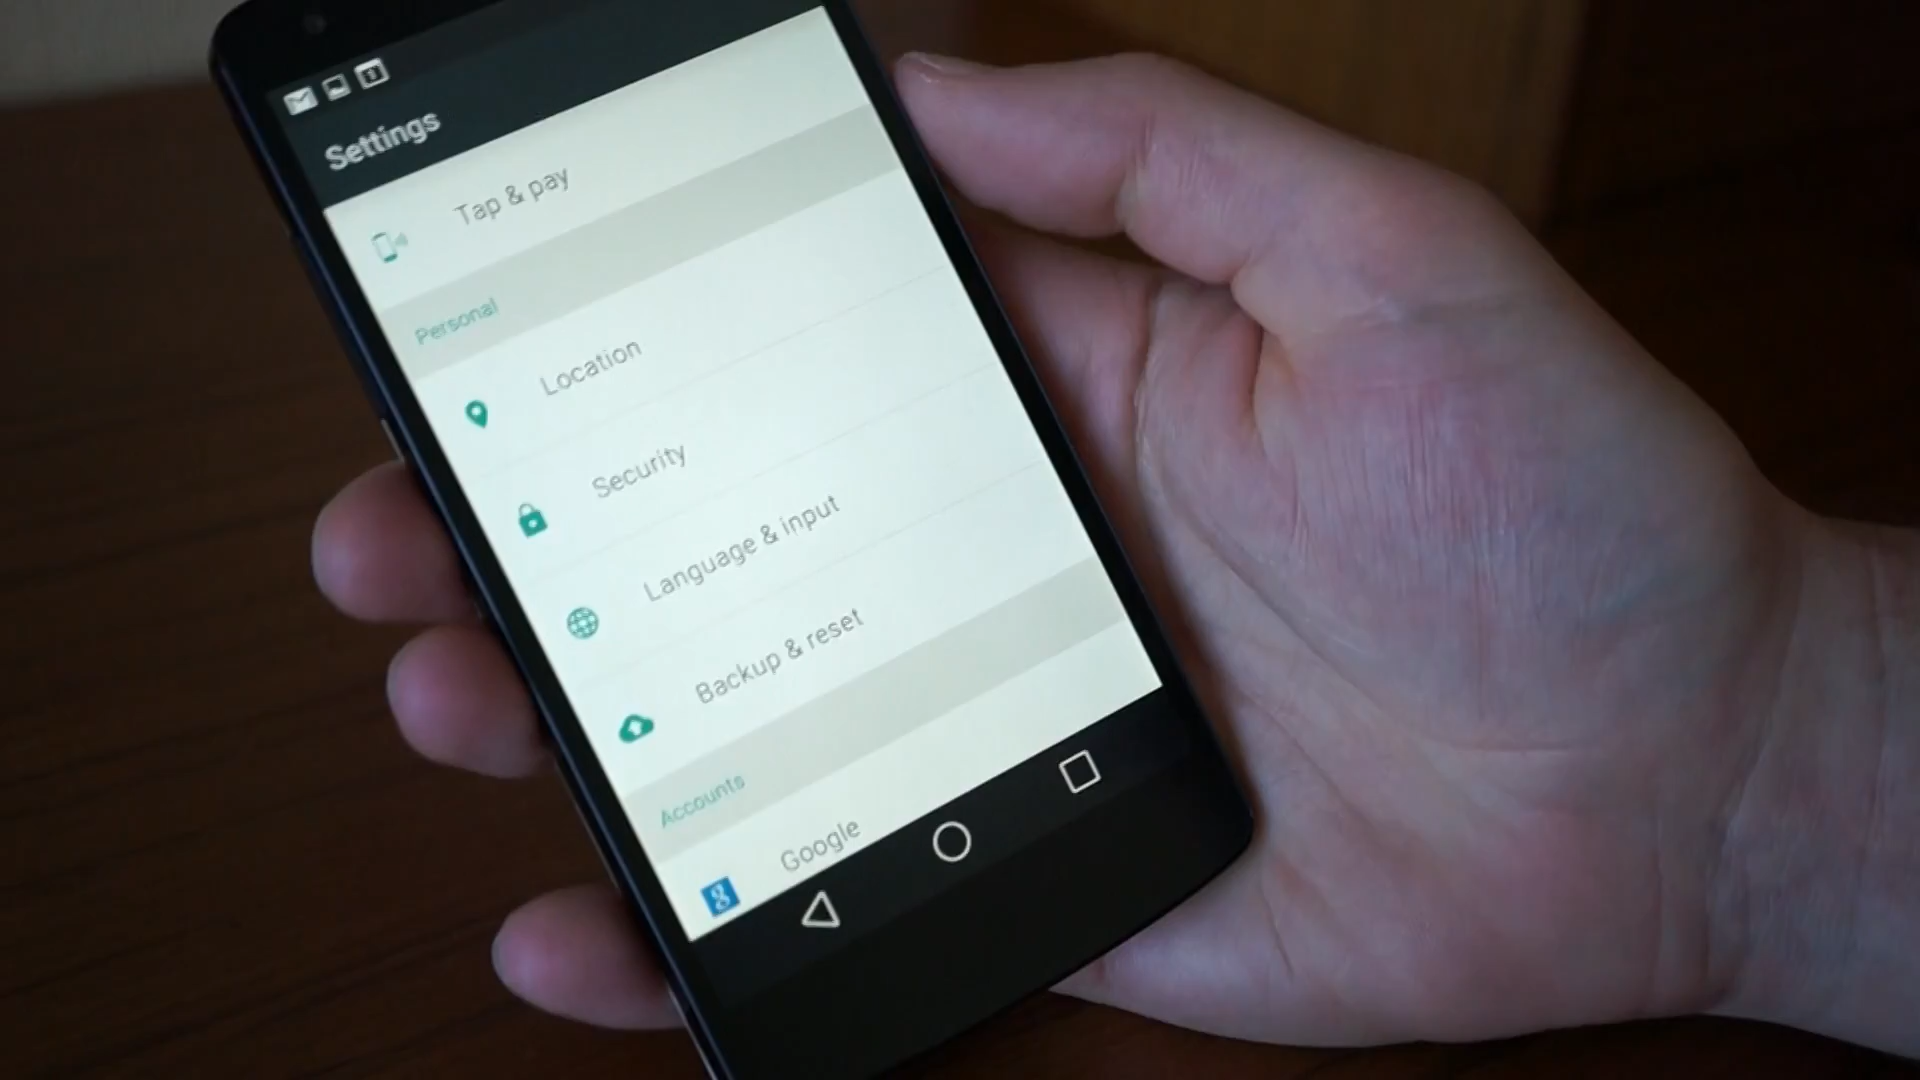 Settings
Tap & pay
Personal
Location
Security
Language & input
Backup & reset
Accounts
Google
g